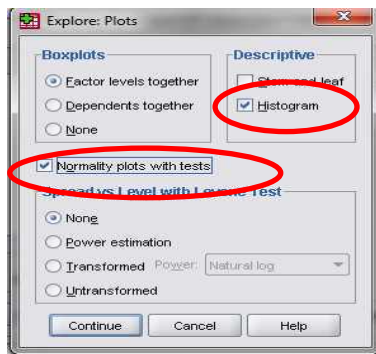 Explore: Plots
Boxplots
Factor levels together
Dependents together
None
Descriptive
Stem and leaf
Histogram
Normality plots with tests
Spread vs Level with Levene Test
None
Power estimation
Transformed Power: Natural log
Untransformed
Continue Cancel Help